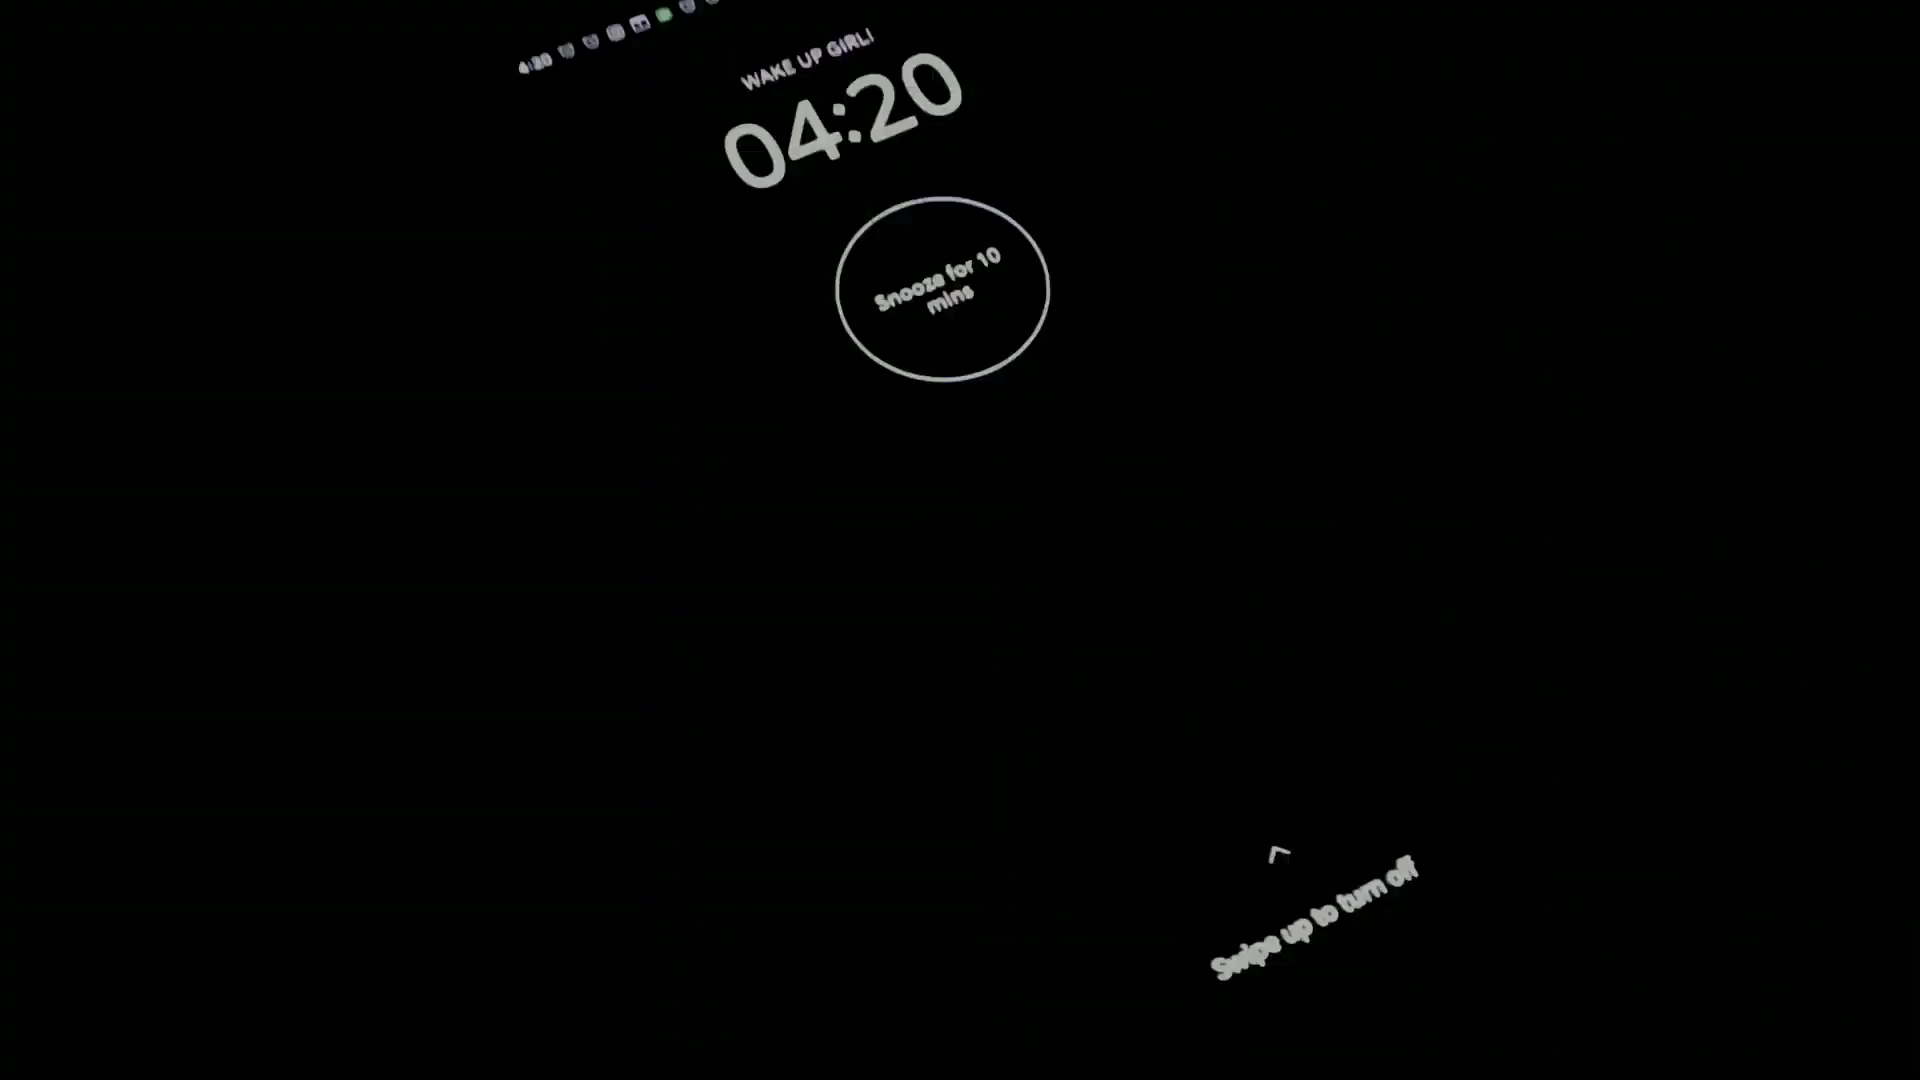 4:20
WAKE UP GIRL!
04:20
Snooze for 10
mins
Swipe up to turn off